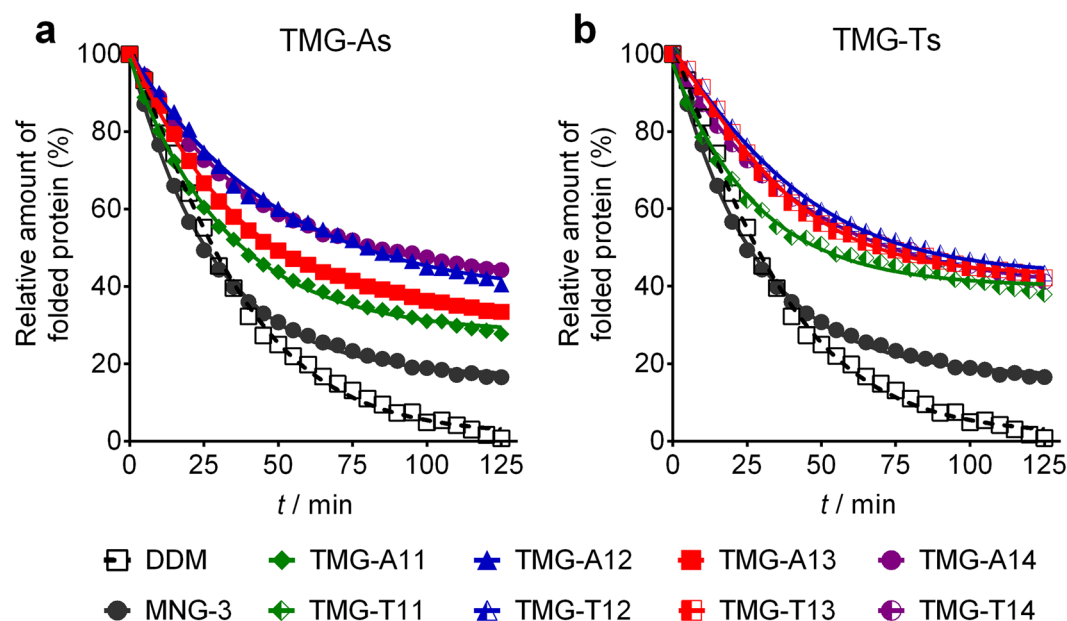 a
TMG-As
Relative amount of
folded protein (%)
100
80
60
40
20
0
0 25 50 75 100 125
t / min
b
TMG-Ts
Relative amount of
folded protein (%)
100
80
60
40
20
0
0 25 50 75 100 125
t / min
DDM TMG-A11 TMG-A12 TMG-A13 TMG-A14
MNG-3 TMG-T11 TMG-T12 TMG-T13 TMG-T14